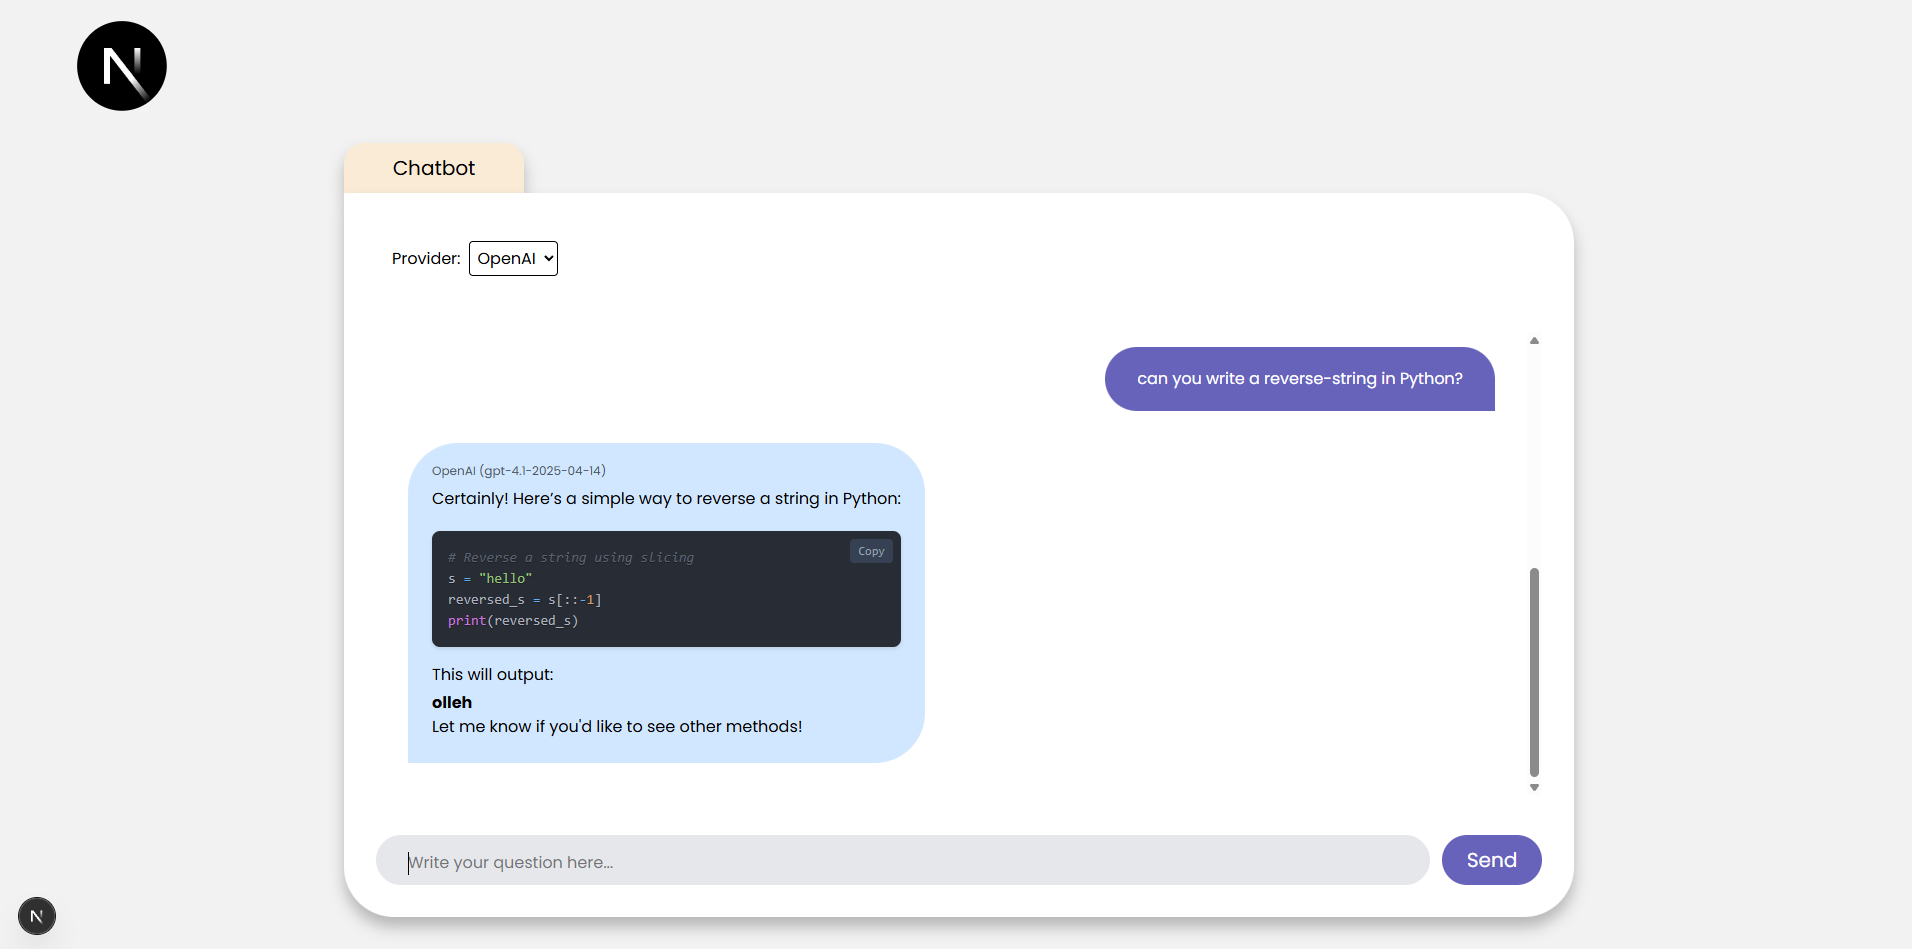 N
Chatbot
Provider: OpenAI
can you write a reverse-string in Python?
OpenAI (gpt-4.1-2025-04-14)
Certainly! Here’s a simple way to reverse a string in Python:
Copy
# Reverse a string using slicing
s = "hello"
reversed_s = s[::-1]
print(reversed_s)
This will output:
olleh
Let me know if you'd like to see other methods!
Write your question here...
Send
N